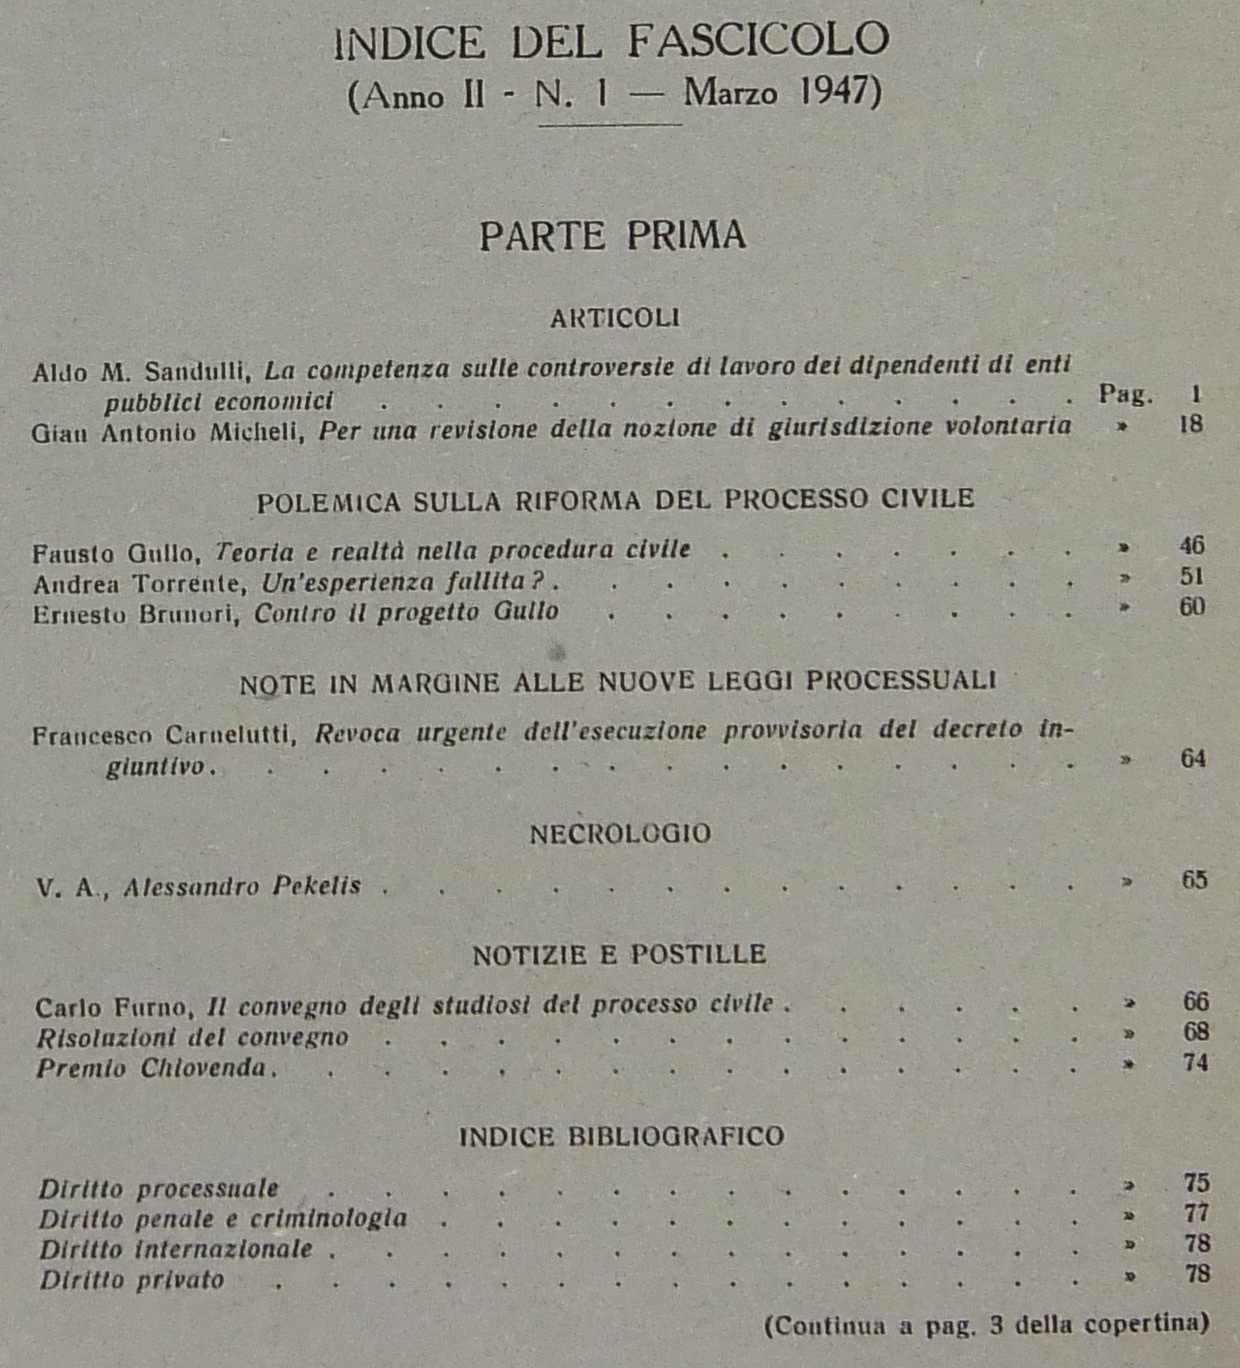 INDICE DEL FASCICOLO
(Anno II - N. 1 — Marzo 1947)
PARTE PRIMA
ARTICOLI
Aldo M. Sandulli, La competenza sulle controversie di lavoro dei dipendenti di enti
pubblici economici . . . . . . . . . . . . . Pag. 1
Gian Antonio Micheli, Per una revisione della nozione di giurisdizione volontaria » 18
POLEMICA SULLA RIFORMA DEL PROCESSO CIVILE
Fausto Gullo, Teoria e realtà nella procedura civile . . . . . . . » 46
Andrea Torrente, Un'esperienza fallita? . . . . . . . . . . » 51
Ernesto Brunori, Contro il progetto Gullo . . . . . . . . . » 60
NOTE IN MARGINE ALLE NUOVE LEGGI PROCESSUALI
Francesco Carnelutti, Revoca urgente dell'esecuzione provvisoria del decreto in-
giuntivo . . . . . . . . . . . . . . . . » 64
NECROLOGIO
V. A., Alessandro Pekelis . . . . . . . . . . . . . » 65
NOTIZIE E POSTILLE
Carlo Furno, Il convegno degli studiosi del processo civile . . . . . . » 66
Risoluzioni del convegno . . . . . . . . . . . . . » 68
Premio Chiovenda . . . . . . . . . . . . . . . » 74
INDICE BIBLIOGRAFICO
Diritto processuale . . . . . . . . . . . . . . » 75
Diritto penale e criminologia . . . . . . . . . . . . » 77
Diritto internazionale . . . . . . . . . . . . . . » 78
Diritto privato . . . . . . . . . . . . . . . » 78
(Continua a pag. 3 della copertina)